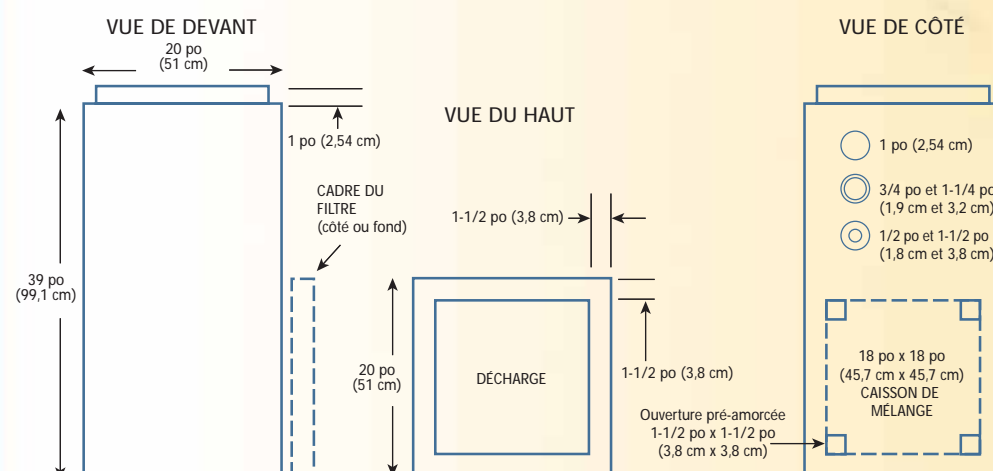 VUE DE DEVANT
20 po
(51 cm)
1 po (2,54 cm)
CADRE DU
FILTRE
(côté ou fond)
39 po
(99,1 cm)
VUE DU HAUT
1-1/2 po (3,8 cm)
20 po
(51 cm)
DÉCHARGE
1-1/2 po (3,8 cm)
VUE DE CÔTÉ
1 po (2,54 cm)
3/4 po et 1-1/4 po
(1,9 cm et 3,2 cm)
1/2 po et 1-1/2 po
(1,8 cm et 3,8 cm)
18 po x 18 po
(45,7 cm x 45,7 cm)
CAISSON DE
MÉLANGE
Ouverture pré-amorcée
1-1/2 po x 1-1/2 po
(3,8 cm x 3,8 cm)